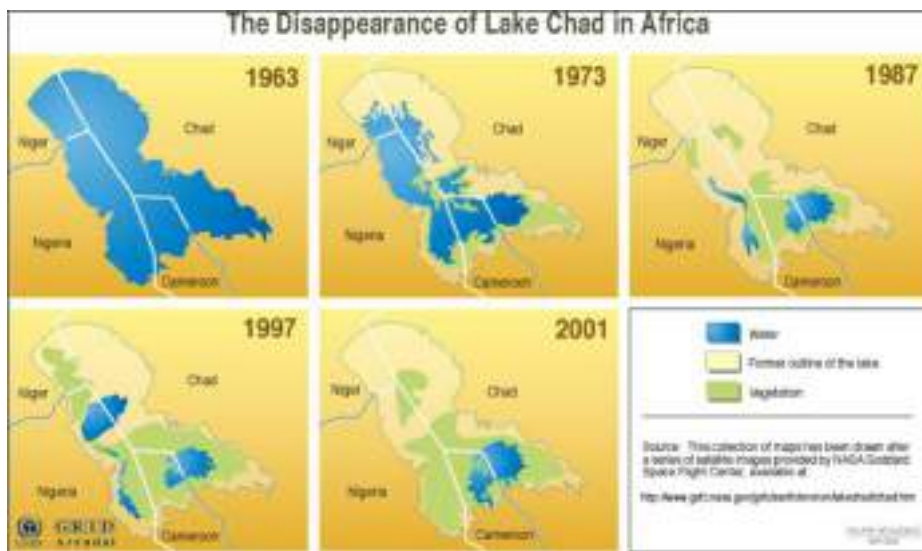 The Disappearance of Lake Chad in Africa
1963
Chad
Niger
Nigeria
Cameroon
1973
Chad
Niger
Nigeria
Cameroon
1987
Chad
Niger
Nigeria
Cameroon
1997
Chad
Niger
Nigeria
Cameroon
GRID
Arendal
2001
Chad
Niger
Nigeria
Cameroon
Water
Former outline of the lake
Vegetation
Source: This collection of maps has been drawn after
a series of satellite images provided by NASA Goddard
Space Flight Center, available at: